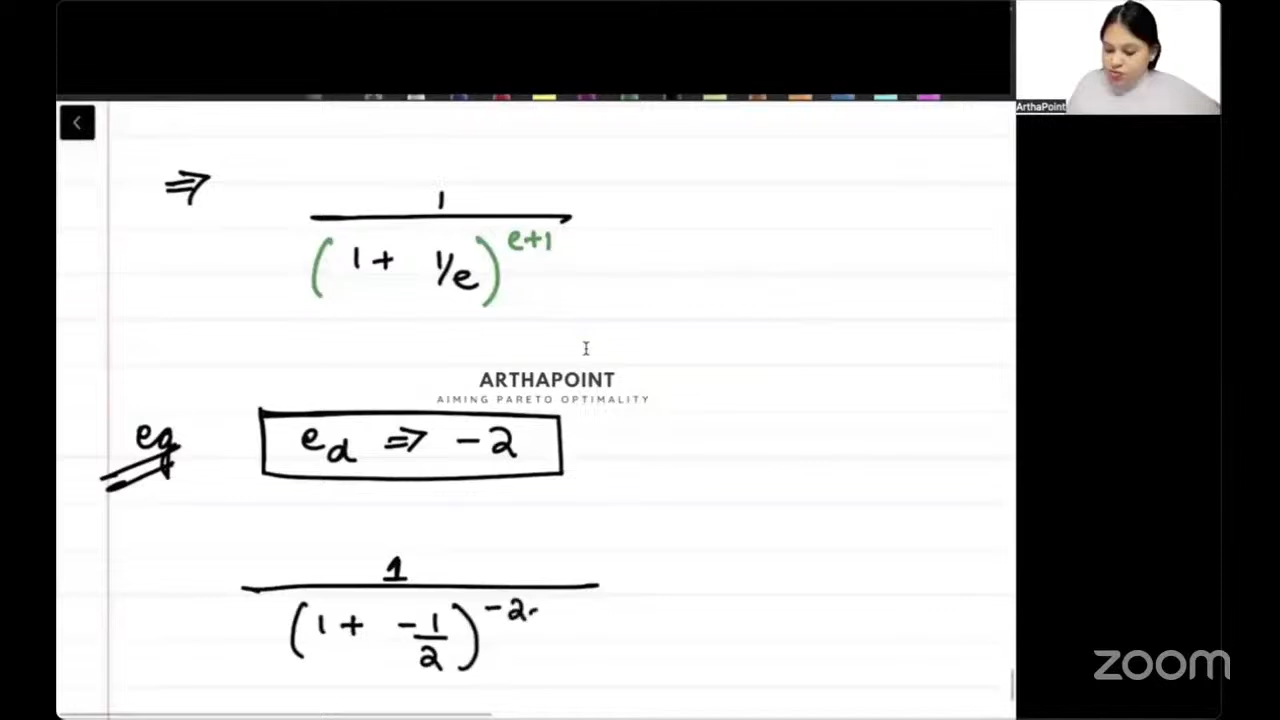 ⇒ 1
(1 + 1/e)^e+1
ArthaPoint
ARTHAPOINT
AIMING PARETO OPTIMALITY
eg e_d ⇒ -2
1
(1 + -1/2)^-2.
zoom